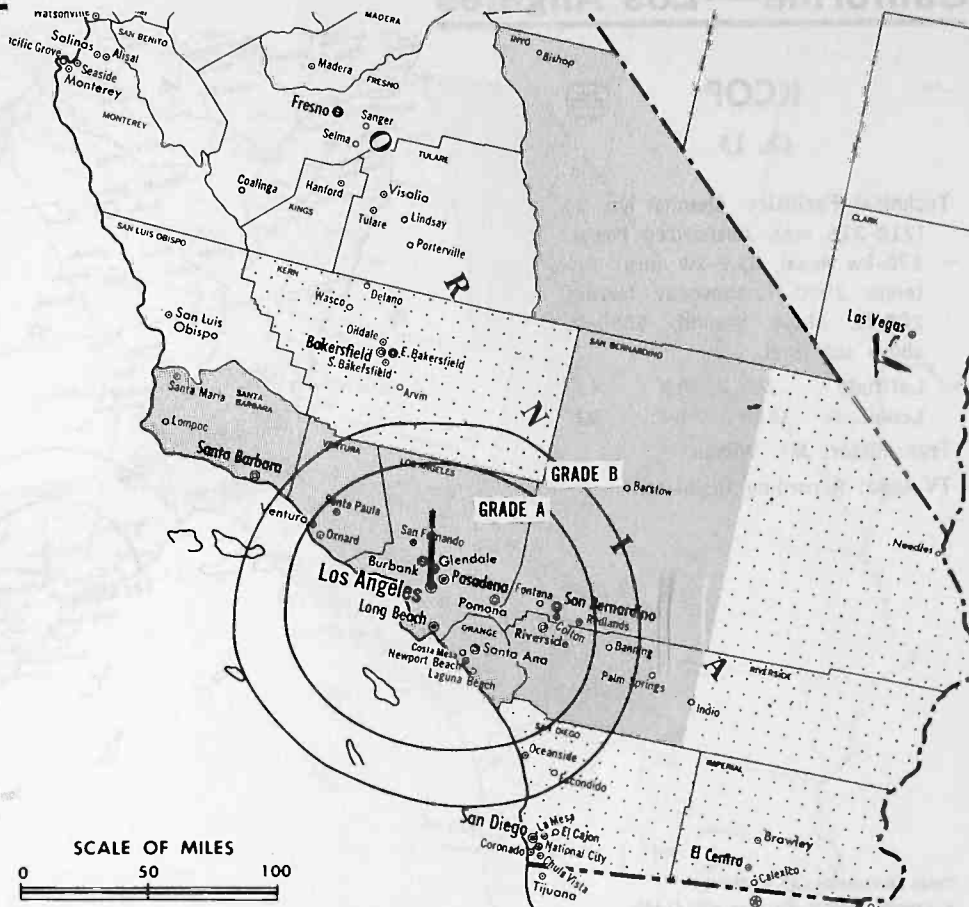 Watsonville
SAN BENITO
MADERA
Salinas
Alisal
Pacific Grove
Seaside
Monterey
MONTEREY
Madera
FRESNO
Fresno
Sanger
Selma
O
TULARE
Coalinga
Hanford
KINGS
Visalia
Tulare
Lindsay
Porterville
INYO
Bishop
SAN LUIS OBISPO
KERN
R
Wasco
Delano
Oildale
Bakersfield
E. Bakersfield
S. Bakersfield
Arvin
San Luis
Obispo
SAN BERNARDINO
CLARK
Las Vegas
Santa Maria
SANTA
BARBARA
Lompoc
Santa Barbara
VENTURA
LOS ANGELES
N
GRADE B
GRADE A
Barstow
I
Needles
Santa Paula
Ventura
Oxnard
San Fernando
Burbank
Glendale
Los Angeles
Pasadena
Pomona
Fontana
San Bernardino
Colton
Redlands
Long Beach
ORANGE
Riverside
Banning
Costa Mesa
Santa Ana
Newport Beach
Laguna Beach
Palm Springs
A
RIVERSIDE
Indio
SAN DIEGO
Oceanside
Escondido
IMPERIAL
San Diego
La Mesa
El Cajon
National City
Coronado
Chula Vista
Tijuana
Brawley
El Centro
Calexico
SCALE OF MILES
0 50 100